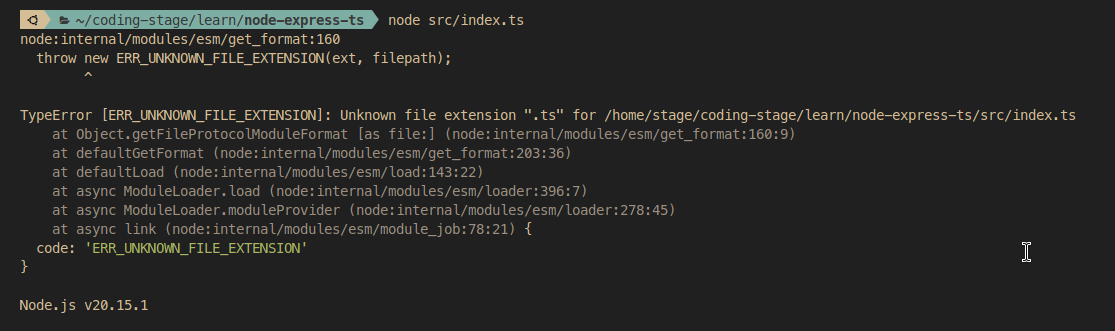 ~/coding-stage/learn/node-express-ts node src/index.ts
node:internal/modules/esm/get_format:160
  throw new ERR_UNKNOWN_FILE_EXTENSION(ext, filepath);
        ^

TypeError [ERR_UNKNOWN_FILE_EXTENSION]: Unknown file extension ".ts" for /home/stage/coding-stage/learn/node-express-ts/src/index.ts
    at Object.getFileProtocolModuleFormat [as file:] (node:internal/modules/esm/get_format:160:9)
    at defaultGetFormat (node:internal/modules/esm/get_format:203:36)
    at defaultLoad (node:internal/modules/esm/load:143:22)
    at async ModuleLoader.load (node:internal/modules/esm/loader:396:7)
    at async ModuleLoader.moduleProvider (node:internal/modules/esm/loader:278:45)
    at async link (node:internal/modules/esm/module_job:78:21) {
  code: 'ERR_UNKNOWN_FILE_EXTENSION'
}

Node.js v20.15.1